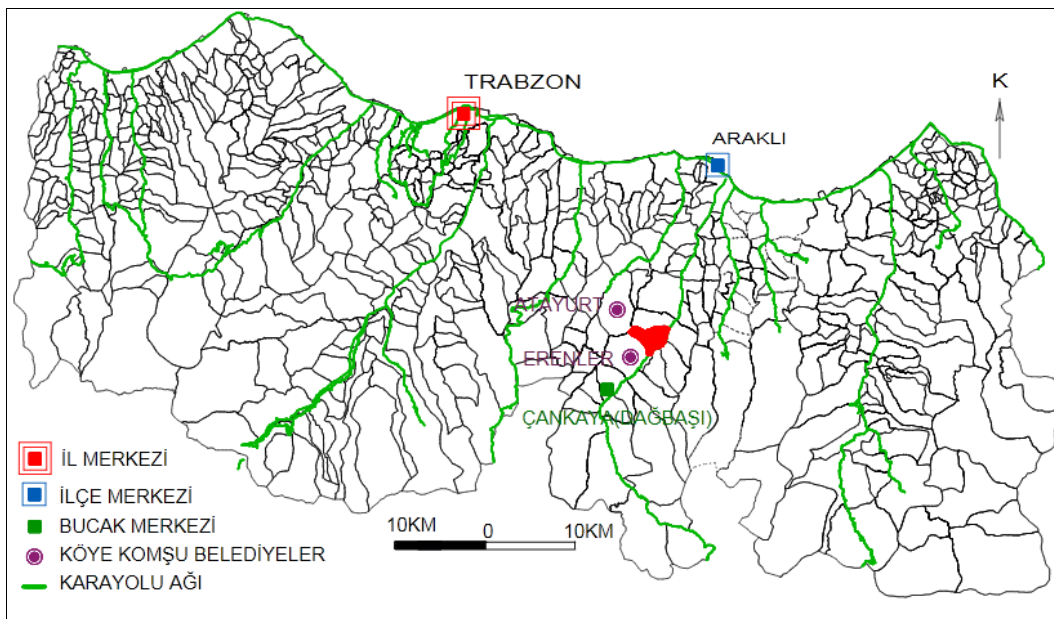 TRABZON
K
ARAKLI
ATAYURT
ERENLER
ÇANKAYA(DAĞBAŞI)
İL MERKEZİ
İLÇE MERKEZİ
BUCAK MERKEZİ
KÖYE KOMŞU BELEDİYELER
KARAYOLU AĞI
10KM 0 10KM